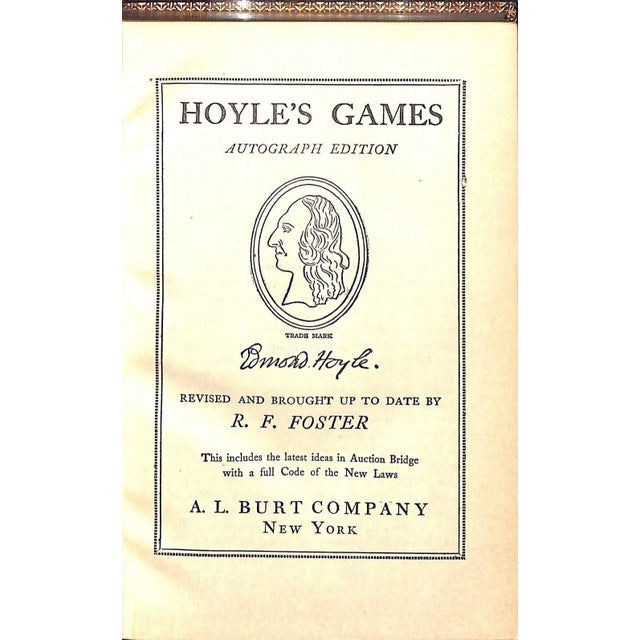 HOYLE'S GAMES
AUTOGRAPH EDITION
TRADE MARK
Edmond Hoyle.
REVISED AND BROUGHT UP TO DATE BY
R. F. FOSTER
This includes the latest ideas in Auction Bridge
with a full Code of the New Laws
A. L. BURT COMPANY
NEW YORK